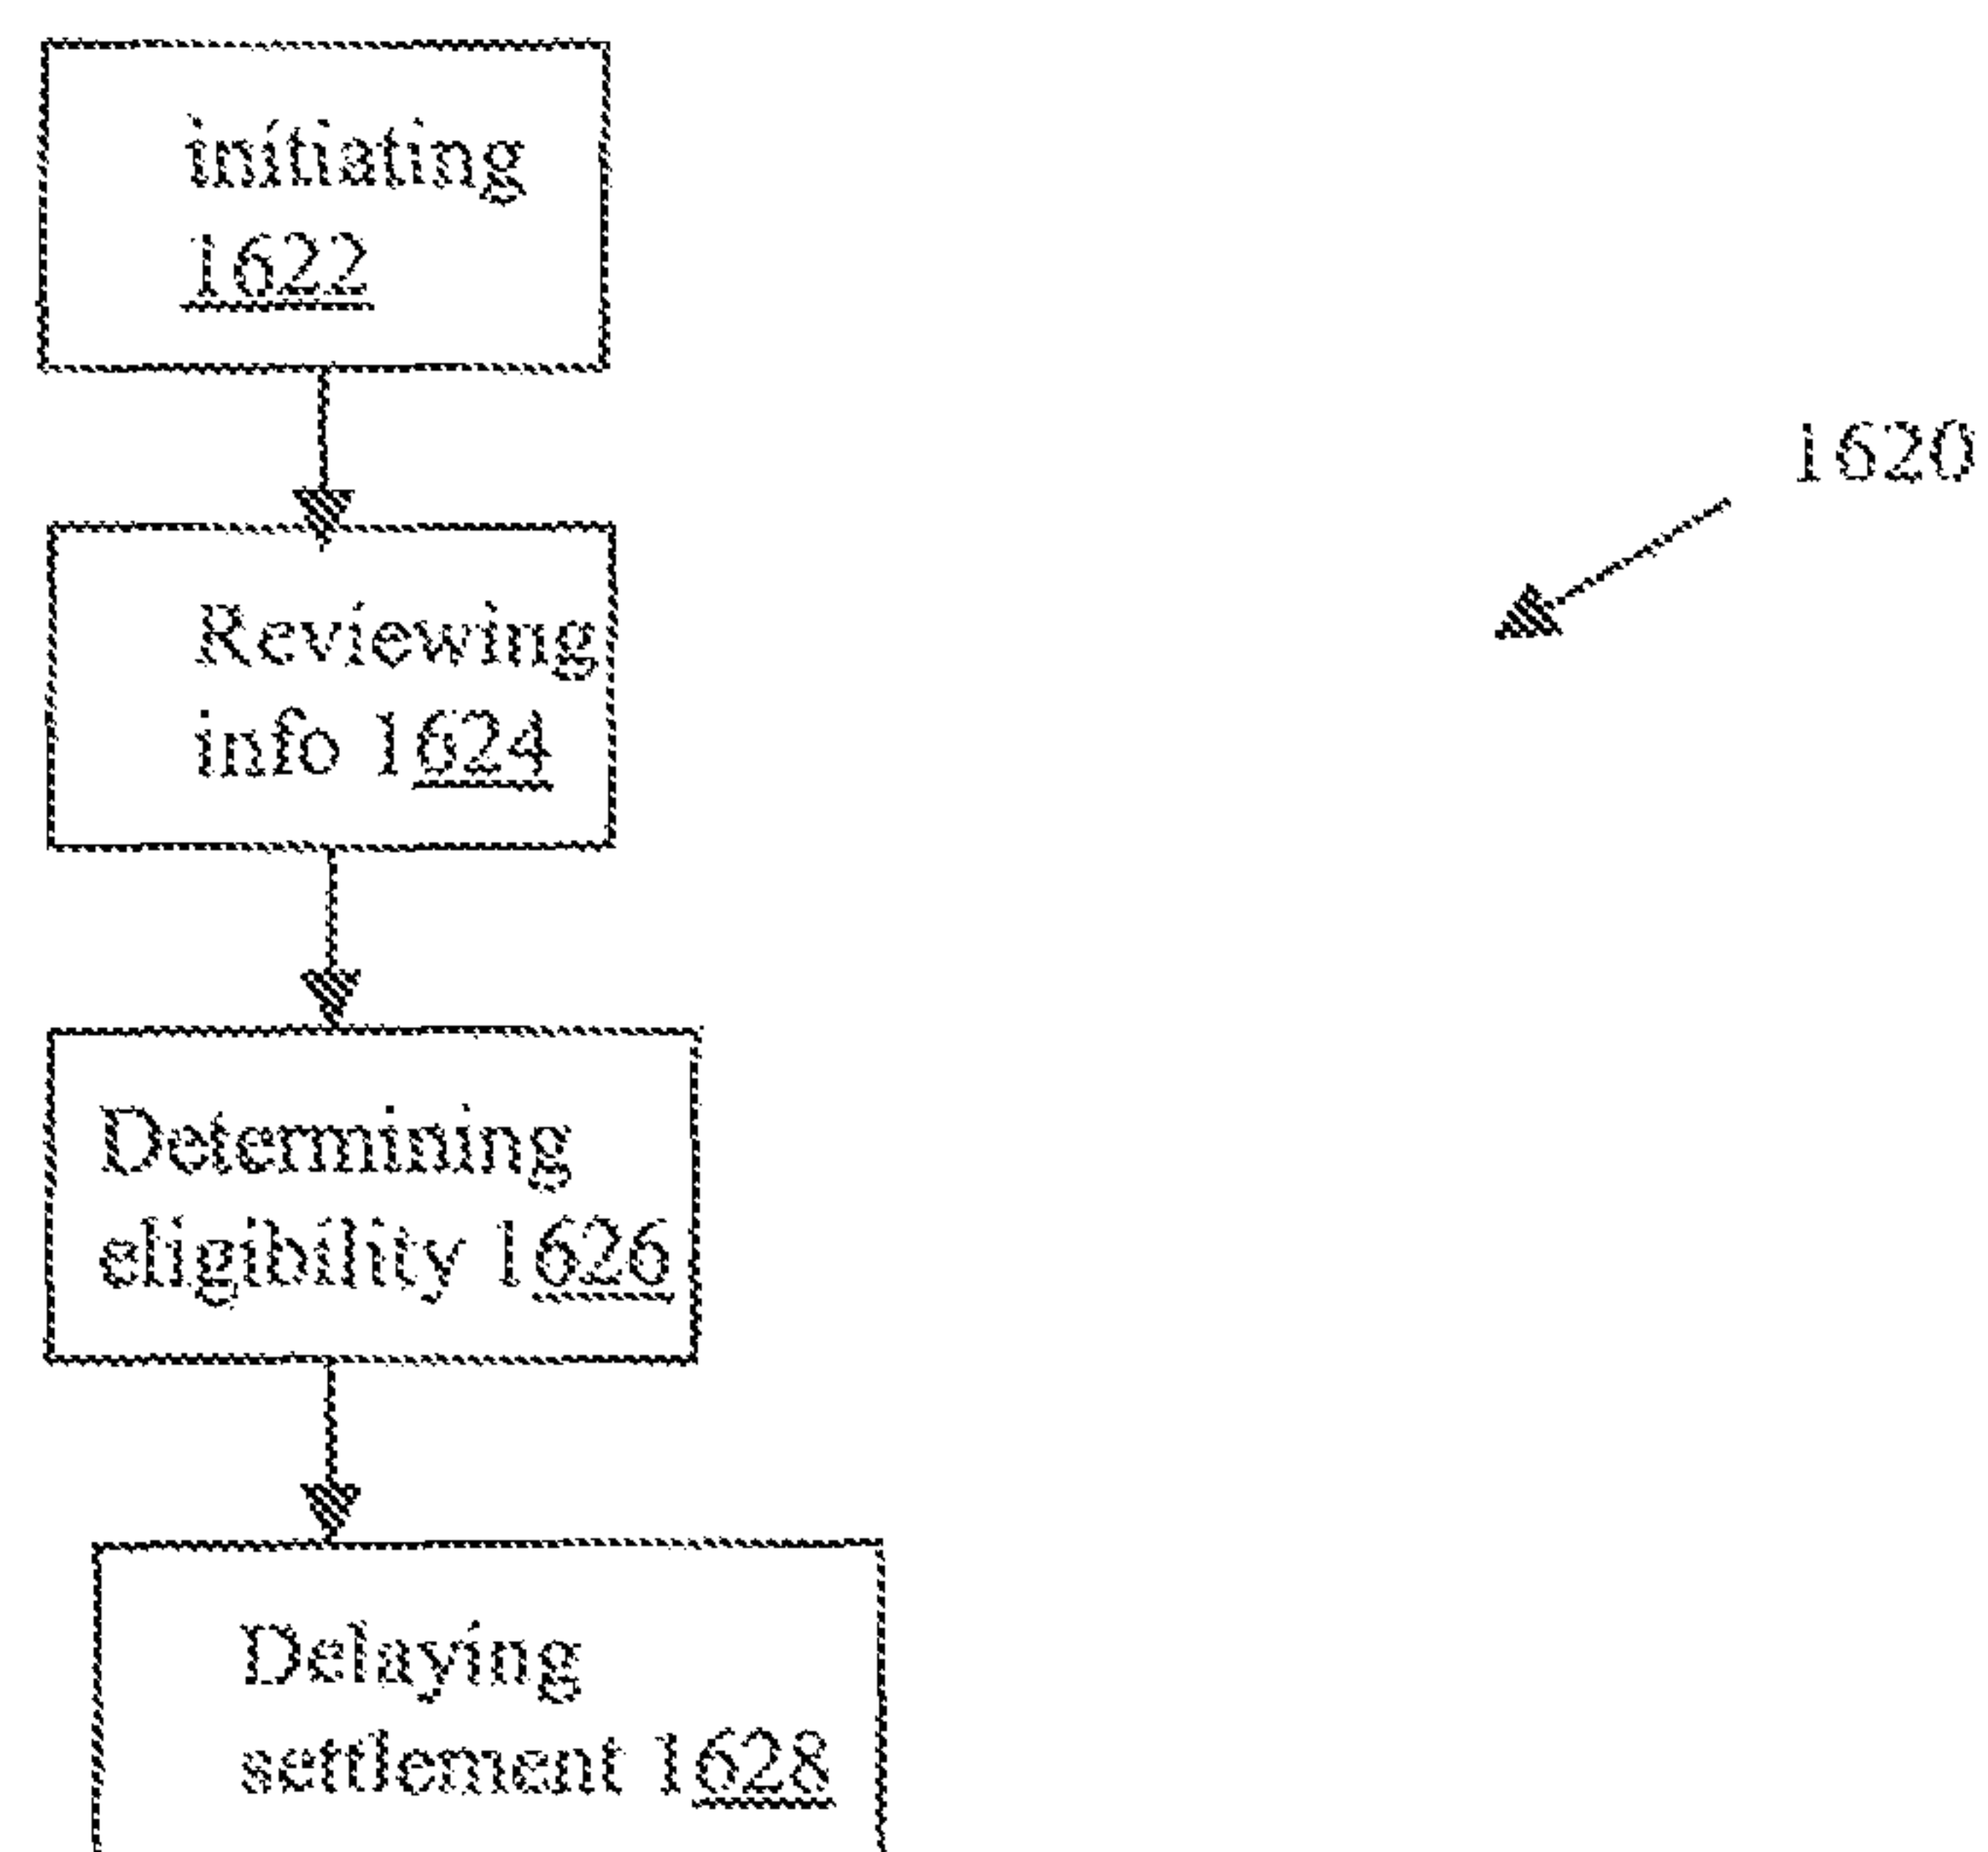 initiating
1622
1620
Reviewing
info 1624
Determining
eligibility 1626
Delaying
settlement 1628